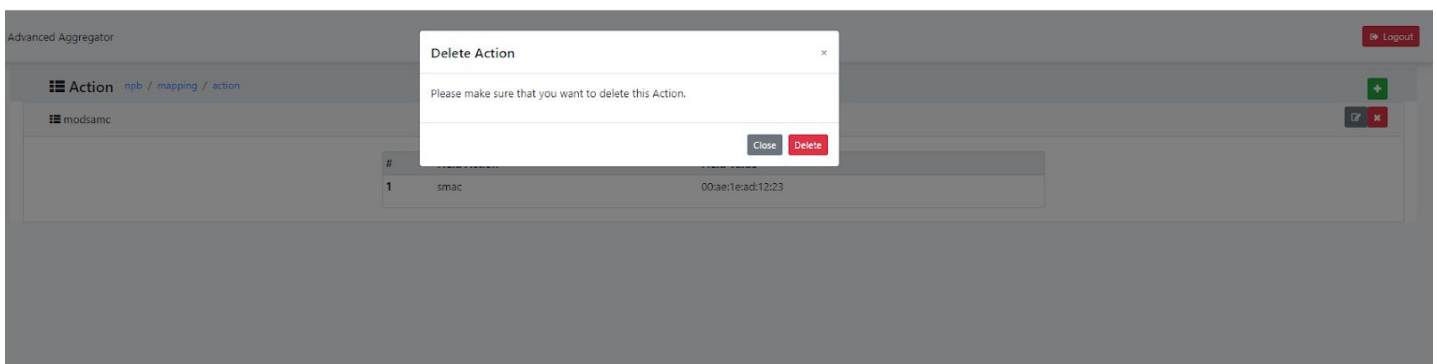 Advanced Aggregator
Logout
Delete Action
×
Please make sure that you want to delete this Action.
Close Delete
Action npb / mapping / action
modsamc
#
1 smac 00:ae:1e:ad:12:23